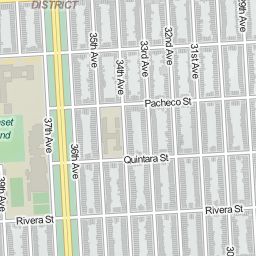 DISTRICT
35th Ave
34th Ave
33rd Ave
32nd Ave
31st Ave
Pacheco St
37th Ave
36th Ave
39th Ave
Quintara St
Rivera St
Rivera St